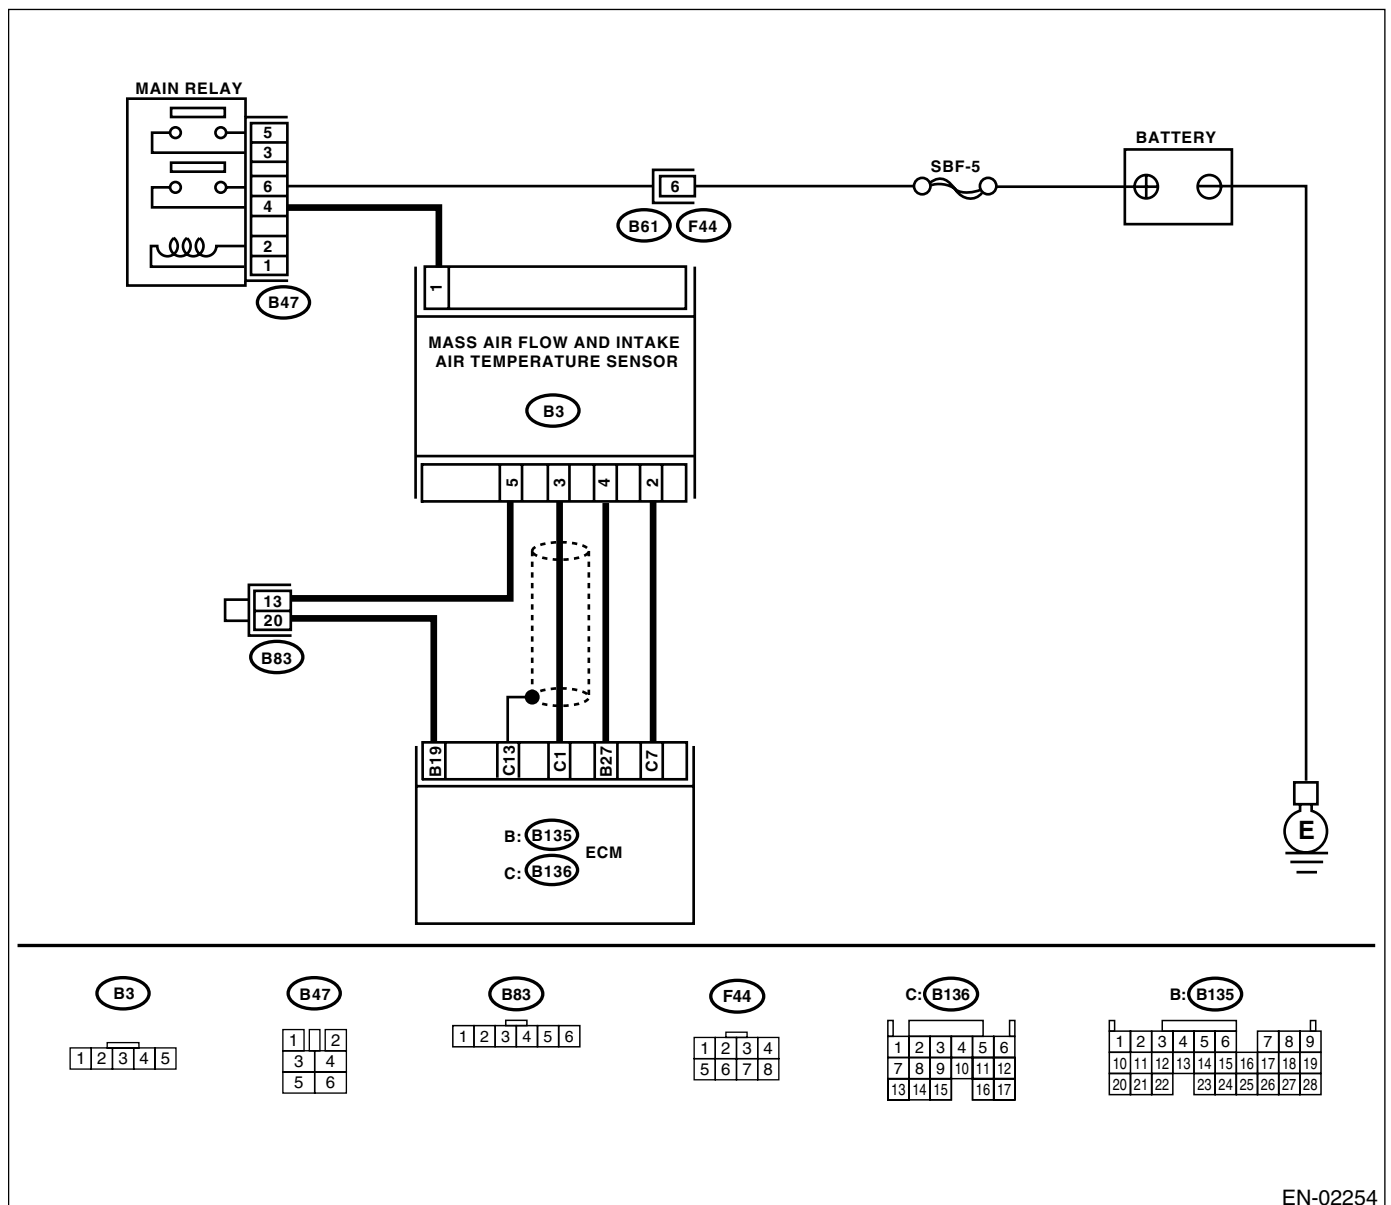 MAIN RELAY
5
3
6
4
2
1
B47
6
B61 F44
SBF-5
BATTERY
1
MASS AIR FLOW AND INTAKE
AIR TEMPERATURE SENSOR
B3
5 3 4 2
13
20
B83
B19 C13 C1 B27 C7
B: B135
ECM
C: B136
E
B3
1 2 3 4 5
B47
1 2
3 4
5 6
B83
1 2 3 4 5 6
F44
1 2 3 4
5 6 7 8
C: B136
1 2 3 4 5 6
7 8 9 10 11 12
13 14 15 16 17
B: B135
1 2 3 4 5 6 7 8 9
10 11 12 13 14 15 16 17 18 19
20 21 22 23 24 25 26 27 28
EN-02254